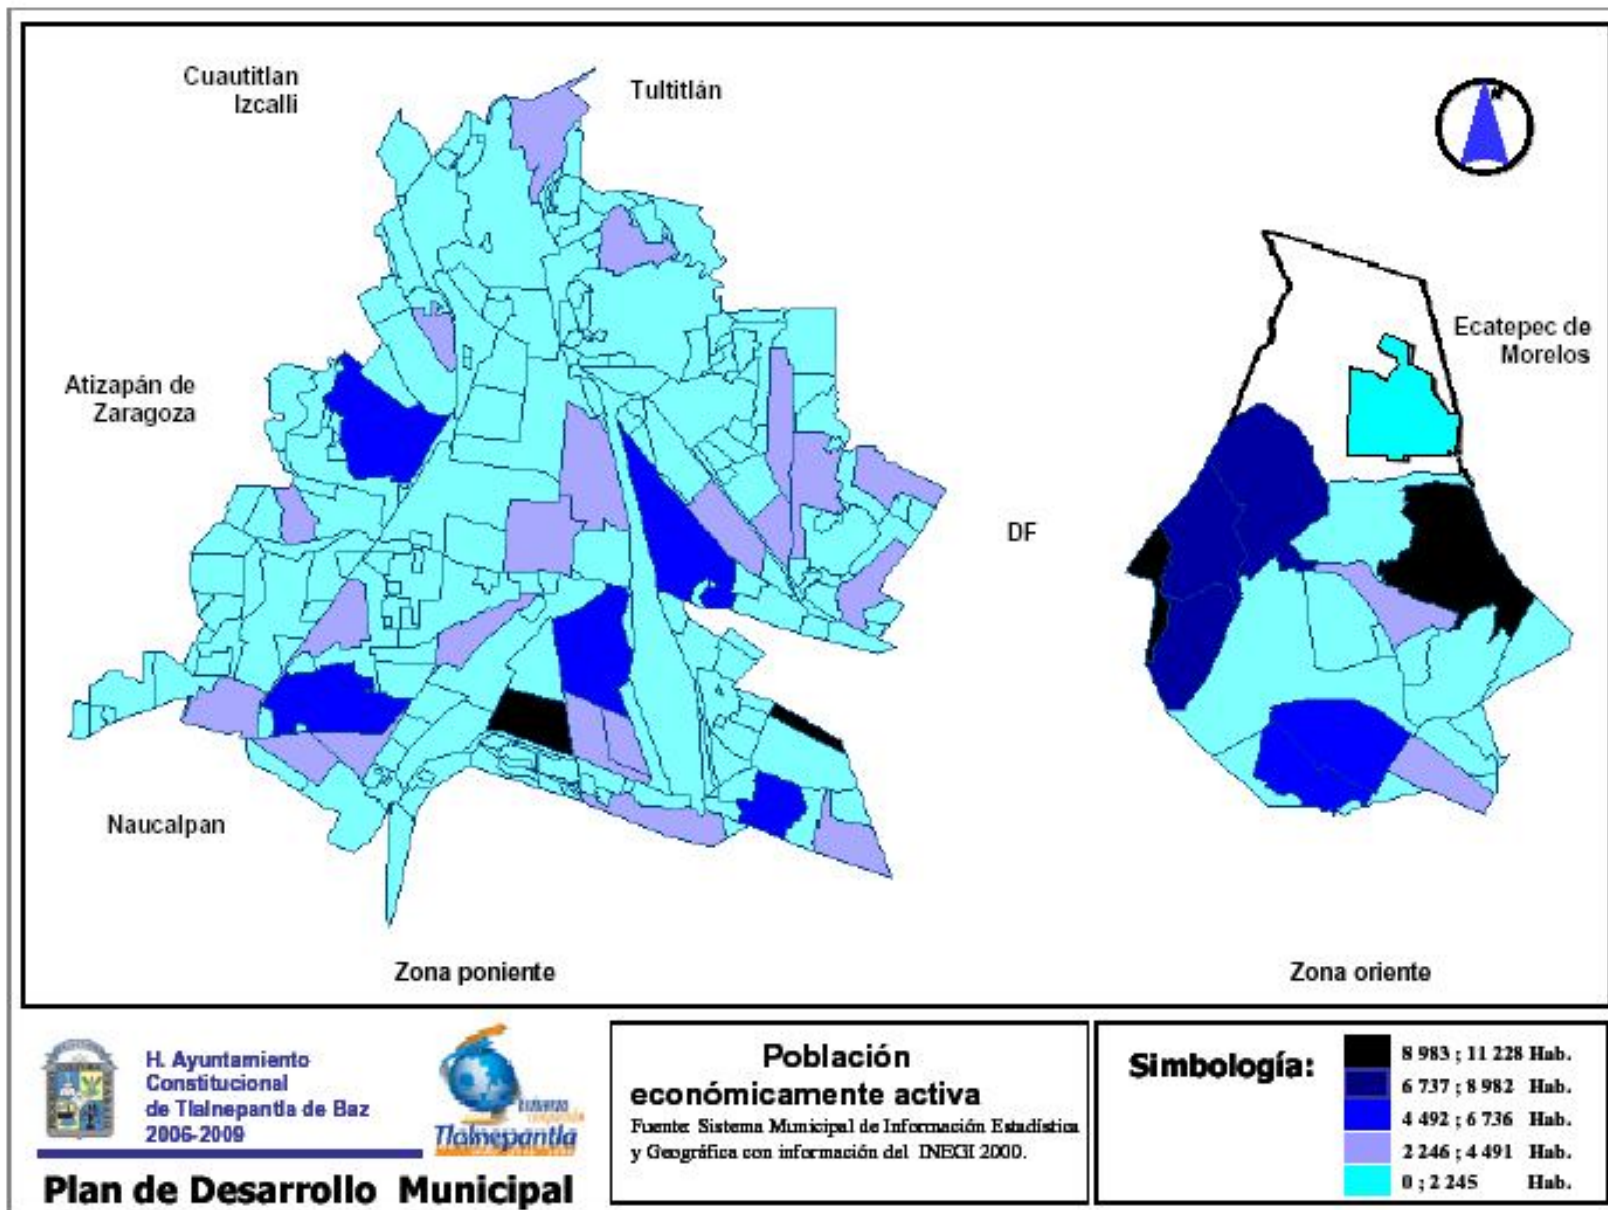 Cuautitlan
Izcalli
Tultitlán
N
Ecatepec de
Morelos
Atizapán de
Zaragoza
DF
Naucalpan
Zona poniente
Zona oriente
H. Ayuntamiento
Constitucional
de Tlalnepantla de Baz
2006-2009
Tlalnepantla
Plan de Desarrollo Municipal
Población
económicamente activa
Fuente: Sistema Municipal de Información Estadística
y Geográfica con información del INEGI 2000.
Simbología:
8 983 ; 11 228 Hab.
6 737 ; 8 982 Hab.
4 492 ; 6 736 Hab.
2 246 ; 4 491 Hab.
0 ; 2 245 Hab.